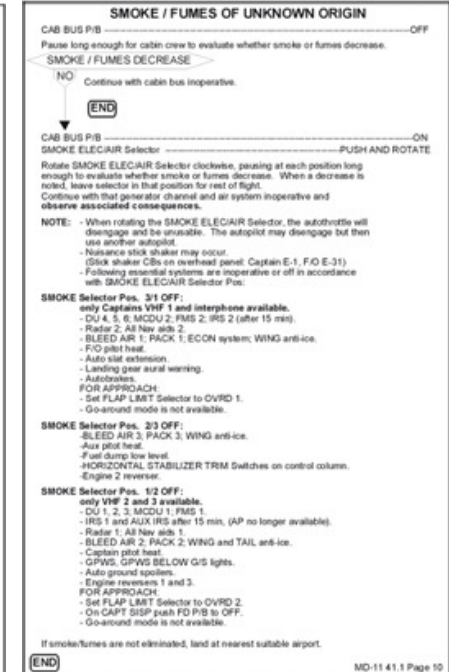 SMOKE / FUMES OF UNKNOWN ORIGIN
CAB BUS P/B ------------------------------------------------------------OFF
Pause long enough for cabin crew to evaluate whether smoke or fumes decrease.
SMOKE / FUMES DECREASE
NO
Continue with cabin bus inoperative.
END
CAB BUS P/B ------------------------------------------------------------ON
SMOKE ELEC/AIR Selector ----------------------------------PUSH AND ROTATE
Rotate SMOKE ELEC/AIR Selector clockwise, pausing at each position long
enough to evaluate whether smoke or fumes decrease. When a decrease is
noted, leave selector in that position for rest of flight.
Continue with that generator channel and air system inoperative and
observe associated consequences.
NOTE: - When rotating the SMOKE ELEC/AIR Selector, the autothrottle will
disengage and be unusable. The autopilot may disengage but then
use another autopilot.
- Nuisance stick shaker may occur.
(Stick shaker CBs on overhead panel: Captain E-1, F/O E-31)
- Following essential systems are inoperative or off in accordance
with SMOKE ELEC/AIR Selector Pos:
SMOKE Selector Pos. 3/1 OFF:
only Captains VHF 1 and interphone available.
- DU 4, 5, 6; MCDU 2; FMS 2; IRS 2 (after 15 min).
- Radar 2; All Nav aids 2.
- BLEED AIR 1; PACK 1; ECON system; WING anti-ice.
- F/O pitot heat.
- Auto slat extension.
- Landing gear aural warning.
- Autobrakes.
FOR APPROACH:
- Set FLAP LIMIT Selector to OVRD 1.
- Go-around mode is not available.
SMOKE Selector Pos. 2/3 OFF:
-BLEED AIR 3; PACK 3; WING anti-ice.
-Aux pitot heat.
-Fuel dump low level.
-HORIZONTAL STABILIZER TRIM Switches on control column.
-Engine 2 reverser.
SMOKE Selector Pos. 1/2 OFF:
only VHF 2 and 3 available.
- DU 1, 2, 3; MCDU 1; FMS 1.
- IRS 1 and AUX IRS after 15 min, (AP no longer available).
- Radar 1; All Nav aids 1.
- BLEED AIR 2; PACK 2; WING and TAIL anti-ice.
- Captain pitot heat.
- GPWS, GPWS BELOW G/S lights.
- Auto ground spoilers.
- Engine reversers 1 and 3.
FOR APPROACH:
- Set FLAP LIMIT Selector to OVRD 2.
- On CAPT SISP push FD P/B to OFF.
- Go-around mode is not available.
If smoke/fumes are not eliminated, land at nearest suitable airport.
END
MD-11 41.1 Page 10